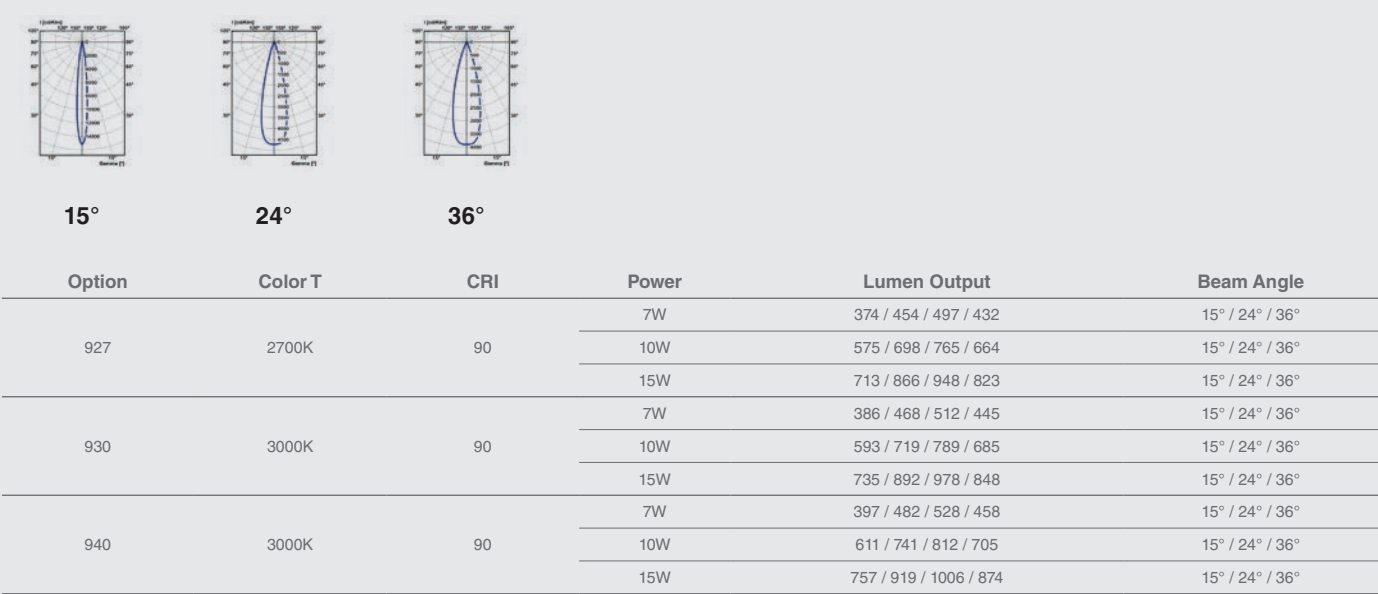 15° 24° 36°
Option Color T CRI Power Lumen Output Beam Angle
7W 374 / 454 / 497 / 432 15° / 24° / 36°
927 2700K 90 10W 575 / 698 / 765 / 664 15° / 24° / 36°
15W 713 / 866 / 948 / 823 15° / 24° / 36°
7W 386 / 468 / 512 / 445 15° / 24° / 36°
930 3000K 90 10W 593 / 719 / 789 / 685 15° / 24° / 36°
15W 735 / 892 / 978 / 848 15° / 24° / 36°
7W 397 / 482 / 528 / 458 15° / 24° / 36°
940 3000K 90 10W 611 / 741 / 812 / 705 15° / 24° / 36°
15W 757 / 919 / 1006 / 874 15° / 24° / 36°